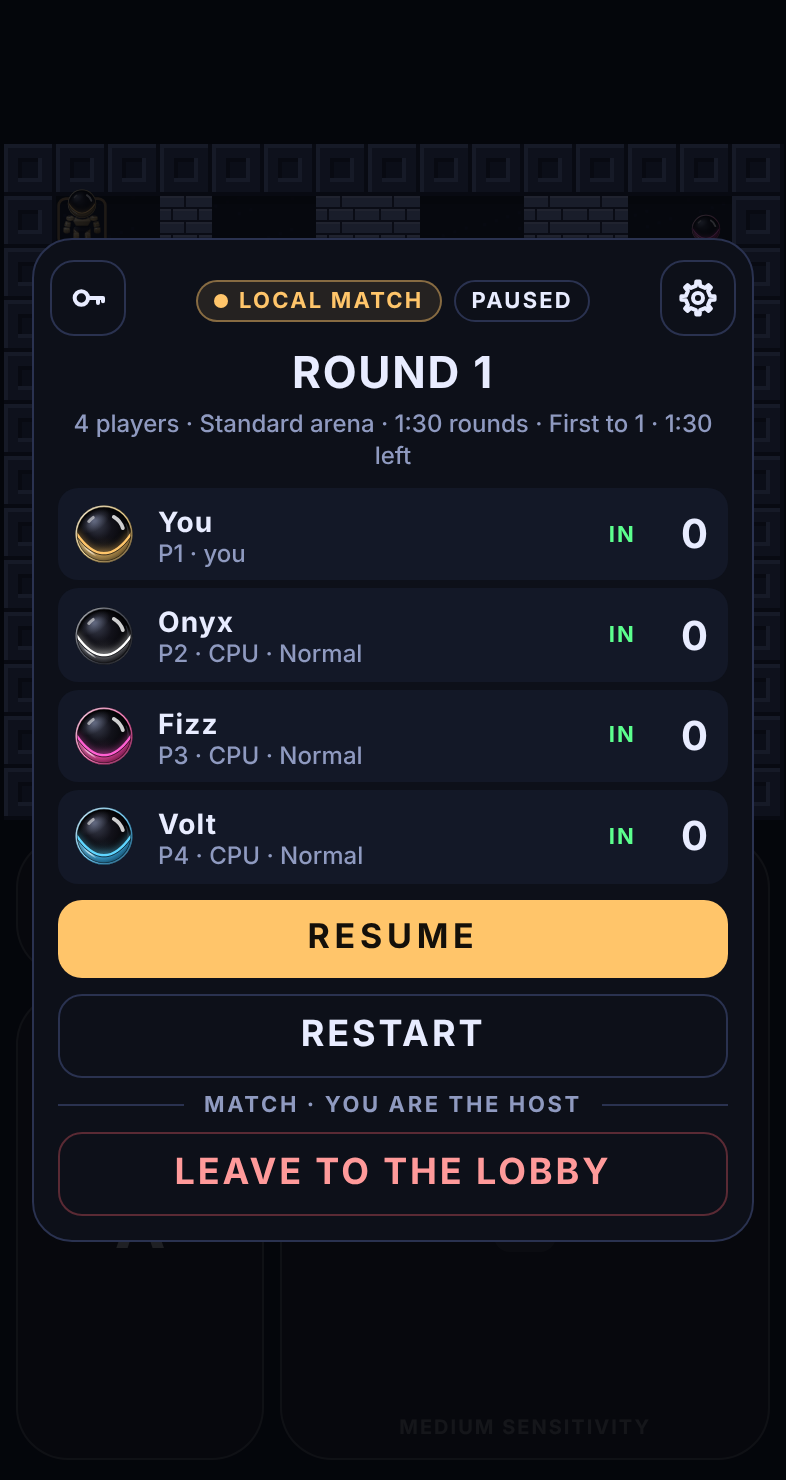 LOCAL MATCH
PAUSED
ROUND 1
4 players · Standard arena · 1:30 rounds · First to 1 · 1:30
left
You
P1 · you
IN
0
Onyx
P2 · CPU · Normal
IN
0
Fizz
P3 · CPU · Normal
IN
0
Volt
P4 · CPU · Normal
IN
0
RESUME
RESTART
MATCH · YOU ARE THE HOST
LEAVE TO THE LOBBY
MEDIUM SENSITIVITY